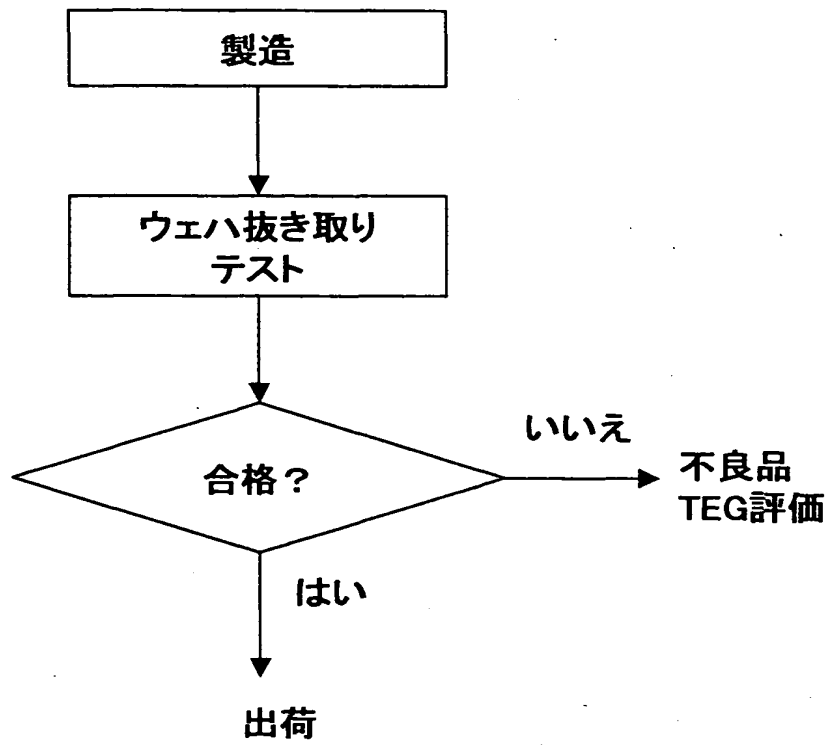 製造
ウェハ抜き取り
テスト
合格？
いいえ
不良品
TEG評価
はい
出荷